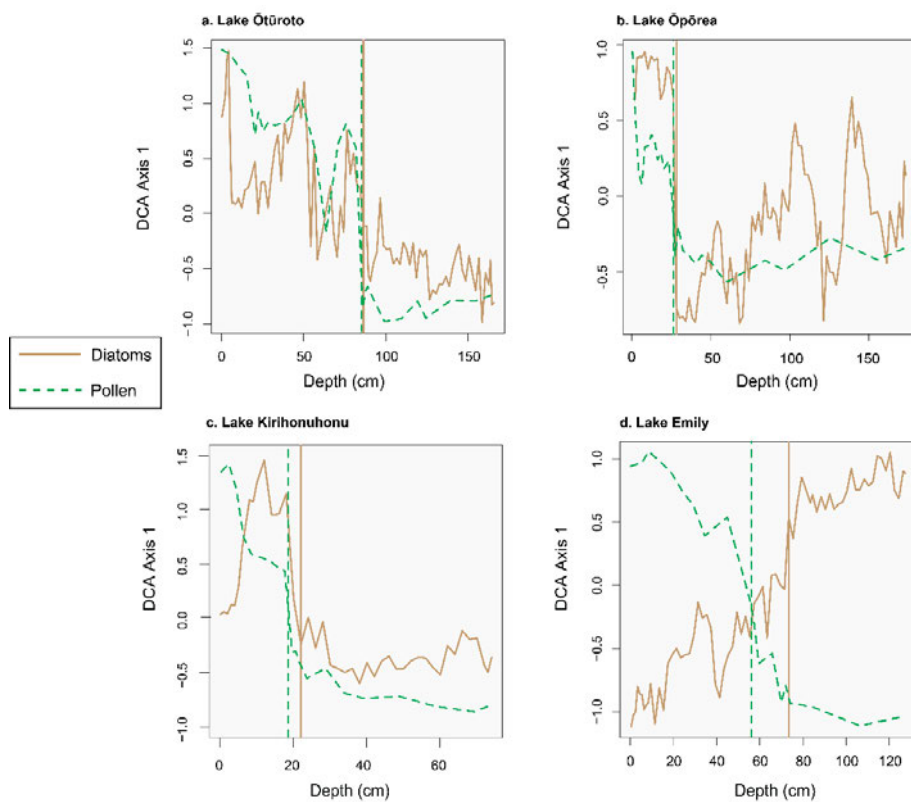 a. Lake Ōtūroto
DCA Axis 1
1.5
1.0
0.5
0.0
−0.5
−1.0
0 50 100 150
Depth (cm)
b. Lake Ōpōrea
DCA Axis 1
1.0
0.5
0.0
−0.5
0 50 100 150
Depth (cm)
Diatoms
Pollen
c. Lake Kirihonuhonu
DCA Axis 1
1.5
1.0
0.5
0.0
−0.5
−1.0
0 20 40 60
Depth (cm)
d. Lake Emily
DCA Axis 1
1.0
0.5
0.0
−0.5
−1.0
0 20 40 60 80 100 120
Depth (cm)